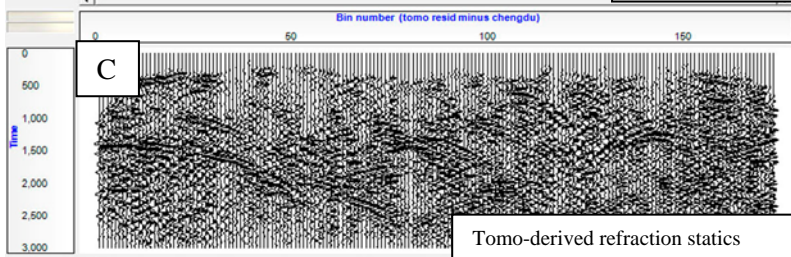 Bin number (tomo resid minus chengdu)
0 50 100 150
C
0
500
1,000
1,500
2,000
2,500
3,000
Time
Tomo-derived refraction statics